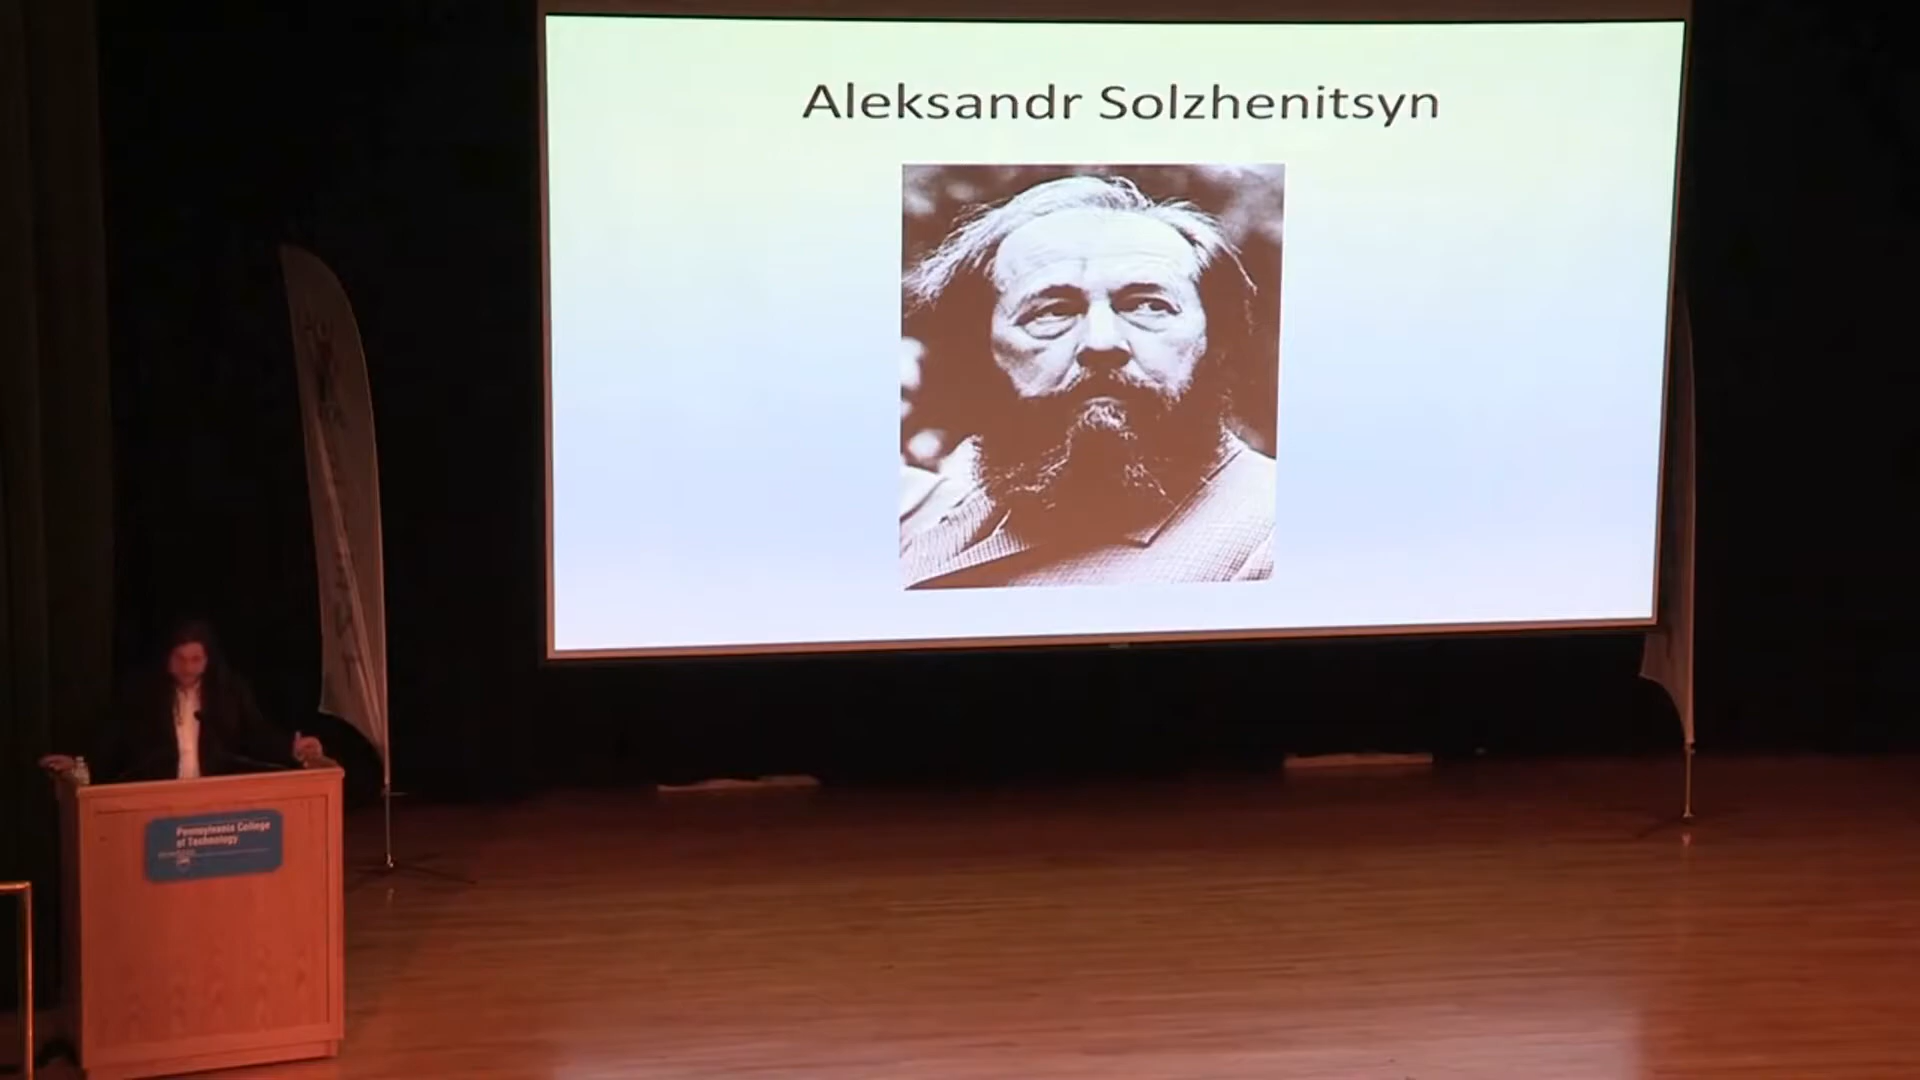 Aleksandr Solzhenitsyn
Pennsylvania College
of Technology